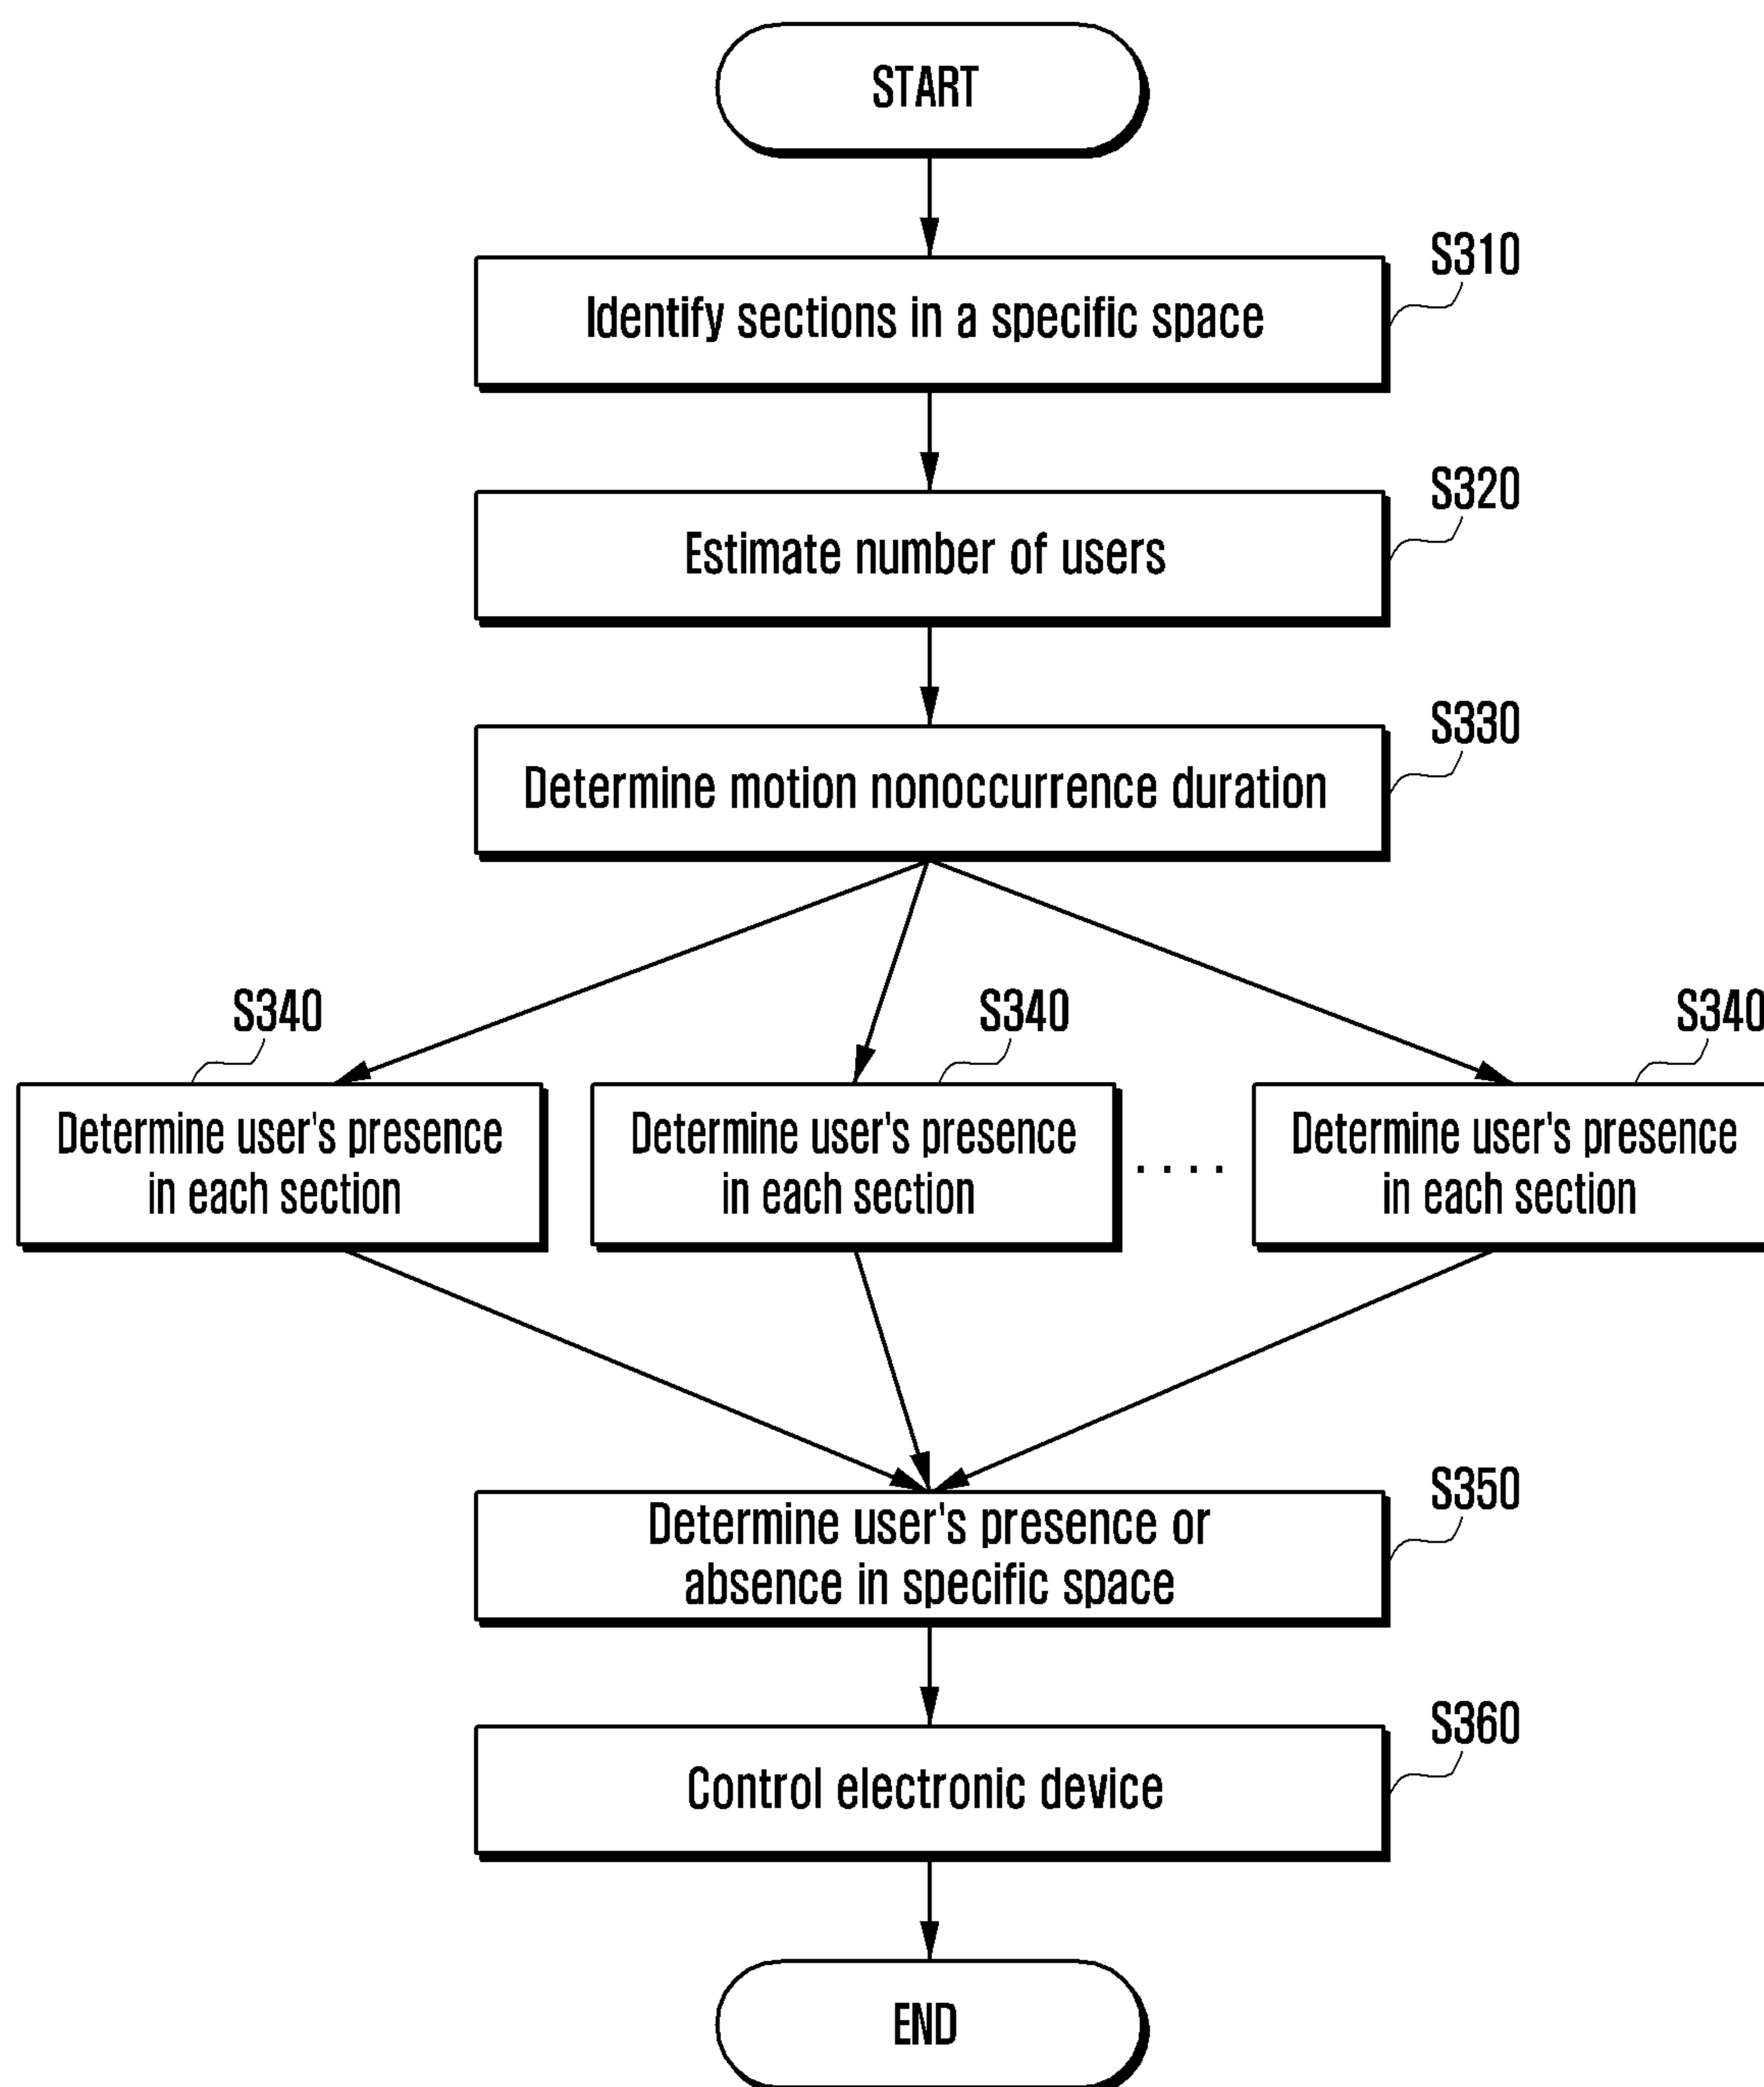 START
S310
Identify sections in a specific space
S320
Estimate number of users
S330
Determine motion nonoccurrence duration
S340
S340
S340
Determine user's presence
in each section
Determine user's presence
in each section
. . . .
Determine user's presence
in each section
S350
Determine user's presence or
absence in specific space
S360
Control electronic device
END